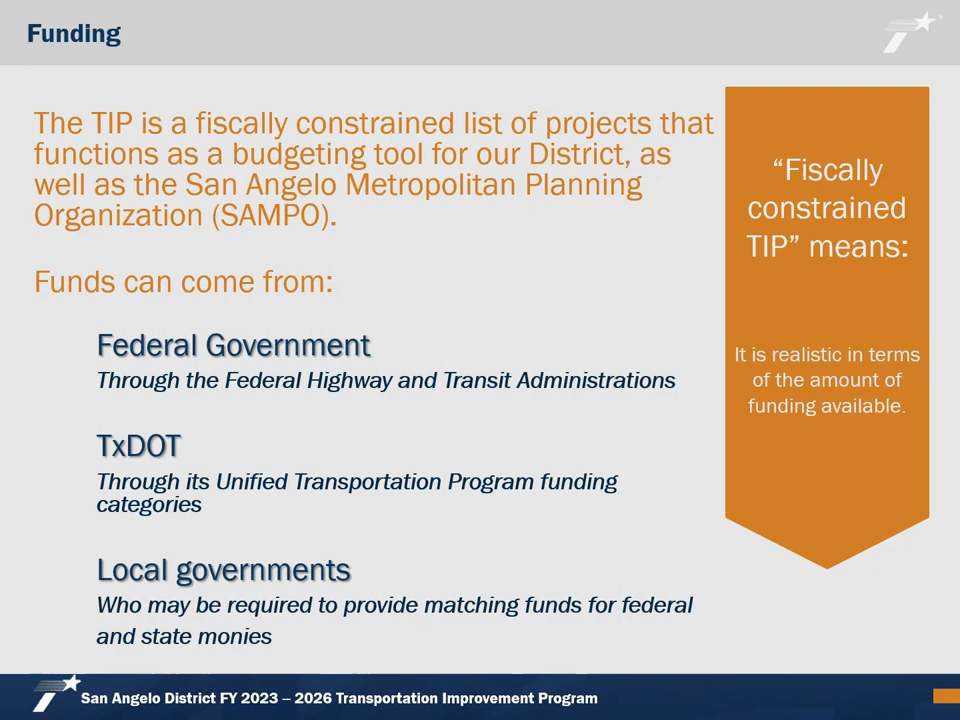 Funding
The TIP is a fiscally constrained list of projects that
functions as a budgeting tool for our District, as
well as the San Angelo Metropolitan Planning
Organization (SAMPO).
Funds can come from:
Federal Government
Through the Federal Highway and Transit Administrations
TxDOT
Through its Unified Transportation Program funding
categories
Local governments
Who may be required to provide matching funds for federal
and state monies
“Fiscally
constrained
TIP” means:
It is realistic in terms
of the amount of
funding available.
San Angelo District FY 2023 – 2026 Transportation Improvement Program